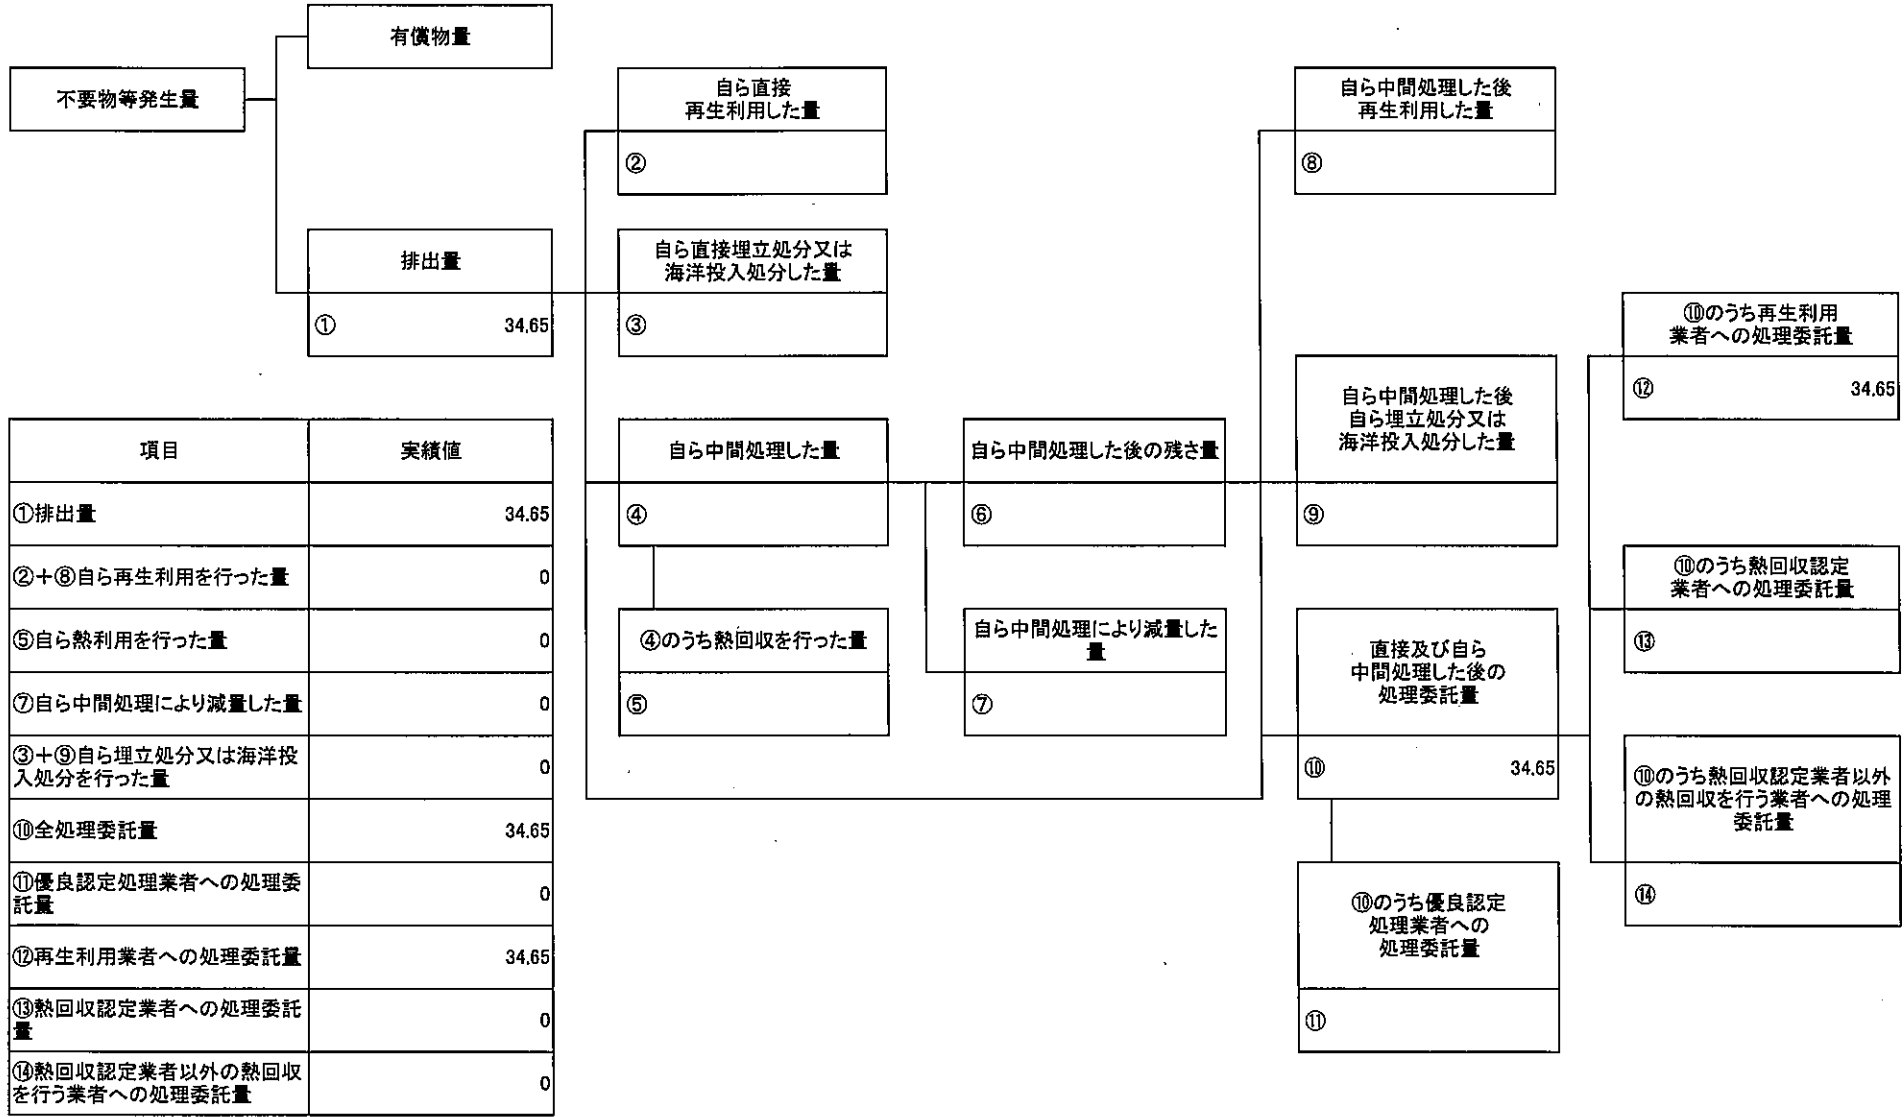 有償物量
不要物等発生量
自ら直接
再生利用した量
②
自ら中間処理した後
再生利用した量
⑧
排出量
① 34.65
自ら直接埋立処分又は
海洋投入処分した量
③
⑩のうち再生利用
業者への処理委託量
⑫ 34.65
自ら中間処理した後
自ら埋立処分又は
海洋投入処分した量
⑨
自ら中間処理した量
④
自ら中間処理した後の残さ量
⑥
④のうち熱回収を行った量
⑤
自ら中間処理により減量した
量
⑦
直接及び自ら
中間処理した後の
処理委託量
⑩ 34.65
⑩のうち熱回収認定
業者への処理委託量
⑬
⑩のうち熱回収認定業者以外
の熱回収を行う業者への処理
委託量
⑭
⑩のうち優良認定
処理業者への
処理委託量
⑪
項目 実績値
①排出量 34.65
②＋⑧自ら再生利用を行った量 0
⑤自ら熱利用を行った量 0
⑦自ら中間処理により減量した量 0
③＋⑨自ら埋立処分又は海洋投
入処分を行った量 0
⑩全処理委託量 34.65
⑪優良認定処理業者への処理委
託量 0
⑫再生利用業者への処理委託量 34.65
⑬熱回収認定業者への処理委託
量 0
⑭熱回収認定業者以外の熱回収
を行う業者への処理委託量 0